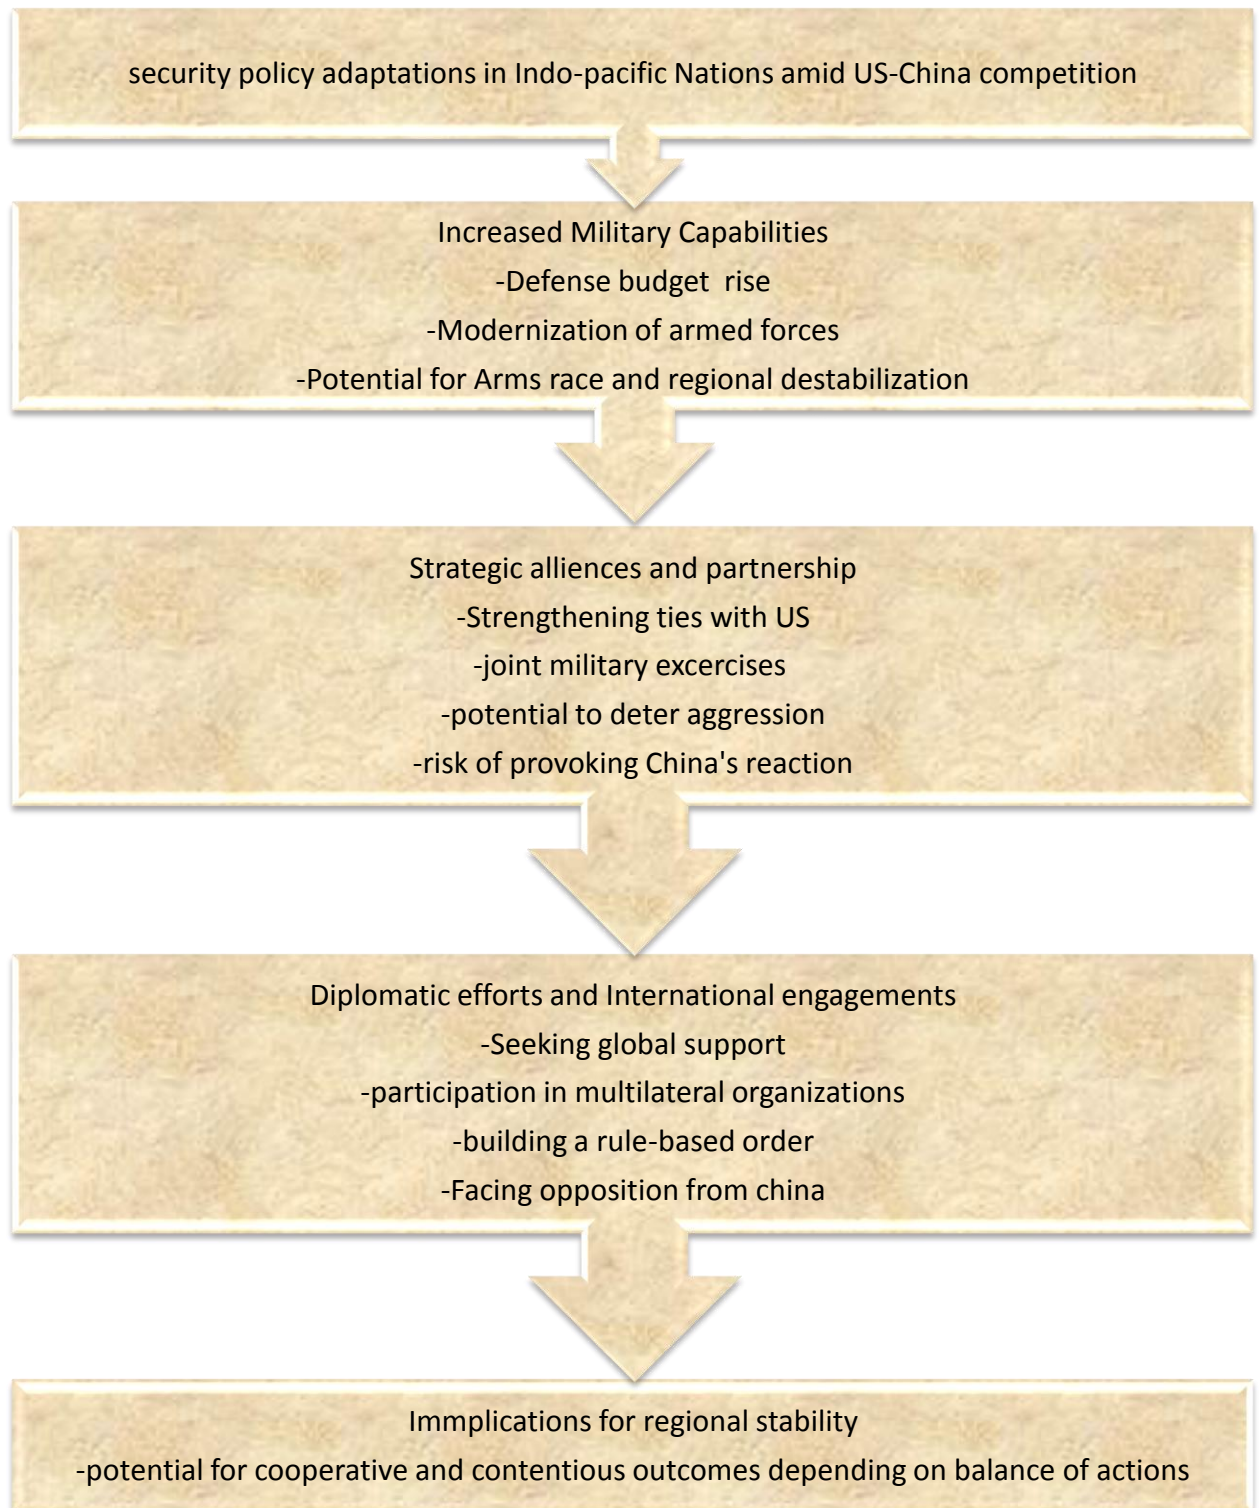 security policy adaptations in Indo-pacific Nations amid US-China competition
Increased Military Capabilities
-Defense budget  rise
-Modernization of armed forces
-Potential for Arms race and regional destabilization
Strategic alliences and partnership
-Strengthening ties with US
-joint military excercises
-potential to deter aggression
-risk of provoking China's reaction
Diplomatic efforts and International engagements
-Seeking global support
-participation in multilateral organizations
-building a rule-based order
-Facing opposition from china
Immplications for regional stability
-potential for cooperative and contentious outcomes depending on balance of actions